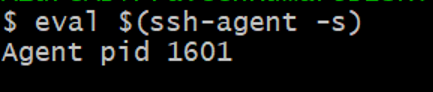 $ eval $(ssh-agent -s)
Agent pid 1601